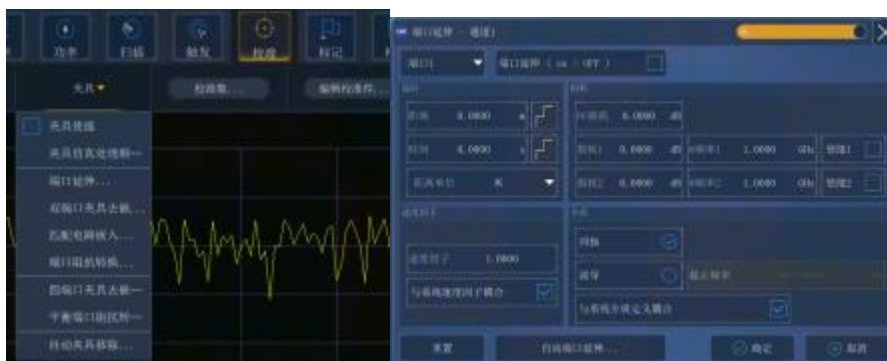 功率 扫描 触发 校准 标记
夹具 校准集... 编辑校准件...
夹具使能
夹具仿真处理顺一
端口延伸...
双端口夹具去嵌...
匹配电路嵌入...
端口阻抗转换...
四端口夹具去嵌一
平衡端口阻抗转一
自动夹具移除...
端口延伸 - 通道1
端口1 端口延伸 ( on / OFF )
延时 损耗
距离 0.0000 m DC损耗 0.0000 dB
时间 0.0000 s 损耗1 0.0000 dB @频率1 1.0000 GHz 使能1
距离单位 米 损耗2 0.0000 dB @频率2 1.0000 GHz 使能2
速度因子 介质
同轴
速度因子 1.0000
波导 截止频率
与系统速度因子耦合
与系统介质定义耦合
重置 自动端口延伸... 确定 取消